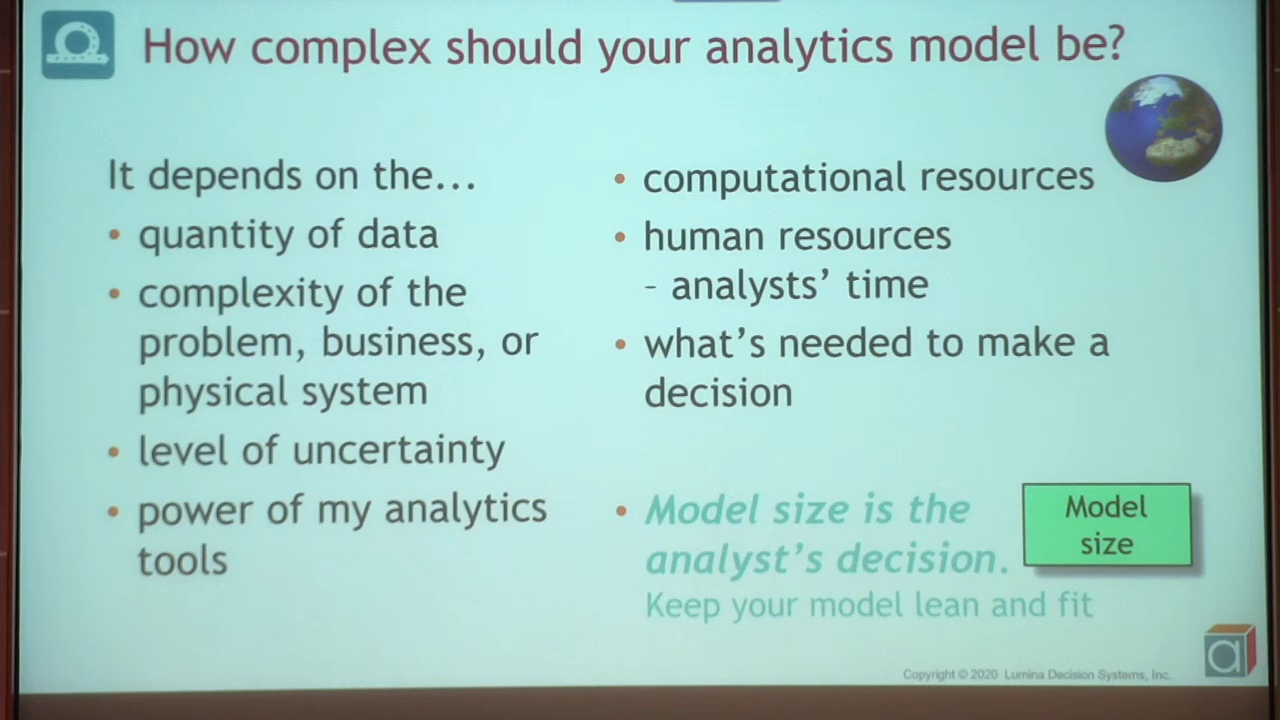 How complex should your analytics model be?
It depends on the...
• quantity of data
• complexity of the
problem, business, or
physical system
• level of uncertainty
• power of my analytics
tools
• computational resources
• human resources
- analysts’ time
• what’s needed to make a
decision
• Model size is the
analyst’s decision.
Keep your model lean and fit
Model
size
a
Copyright © 2020 Lumina Decision Systems, Inc.